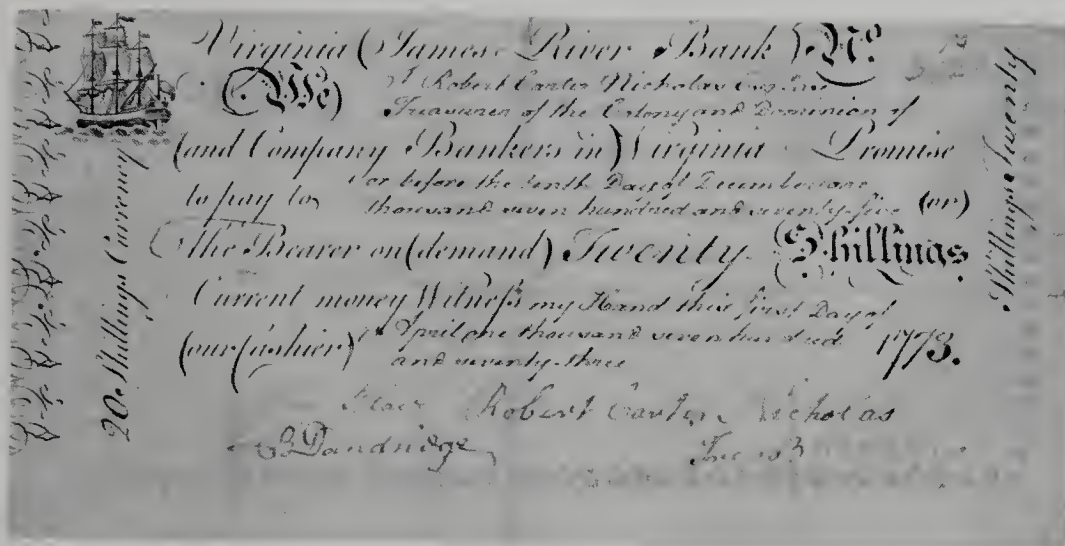 Virginia (James River Bank) No.
(We) I Robert Carter Nicholas Esquire
Treasurer of the Colony and Dominion of
(and Company Bankers in) Virginia Promise
to pay to or before the tenth Day of December one
thousand seven hundred and seventy-five (or)
the Bearer on (demand) Twenty Shillings
Current money Witness my Hand this first Day of
(our Cashier) April one thousand seven hundred 1773.
and seventy-three
Robert Carter Nicholas
Dandridge
20 Shillings Currency
Shillings Twenty